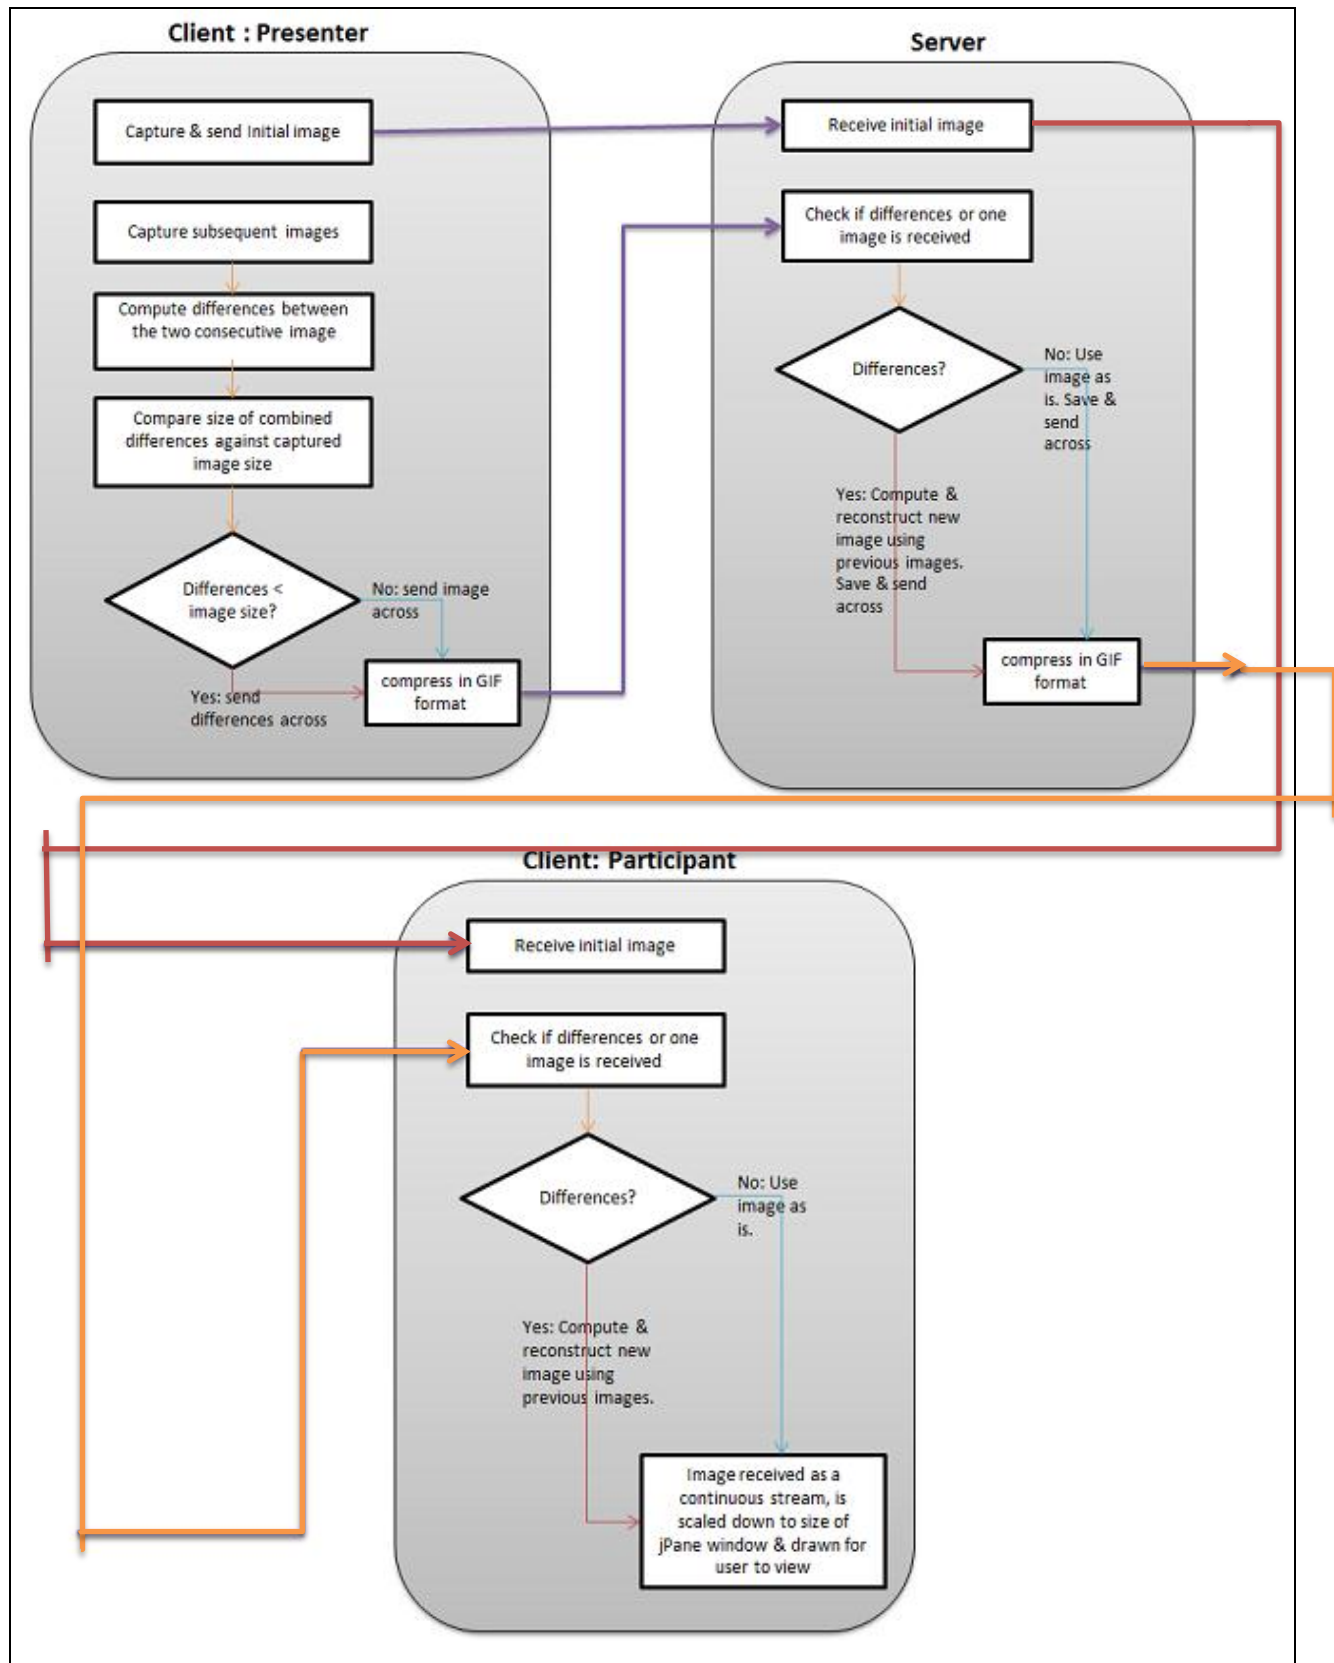 Client : Presenter
Capture & send Initial image
Capture subsequent images
Compute differences between
the two consecutive image
Compare size of combined
differences against captured
image size
Differences <
image size?
No: send image
across
Yes: send
differences across
compress in GIF
format
Server
Receive initial image
Check if differences or one
image is received
Differences?
No: Use
image as
is. Save &
send
across
Yes: Compute &
reconstruct new
image using
previous images.
Save & send
across
compress in GIF
format
Client: Participant
Receive initial image
Check if differences or one
image is received
Differences?
No: Use
image as
is.
Yes: Compute &
reconstruct new
image using
previous images.
Image received as a
continuous stream, is
scaled down to size of
jPane window & drawn for
user to view